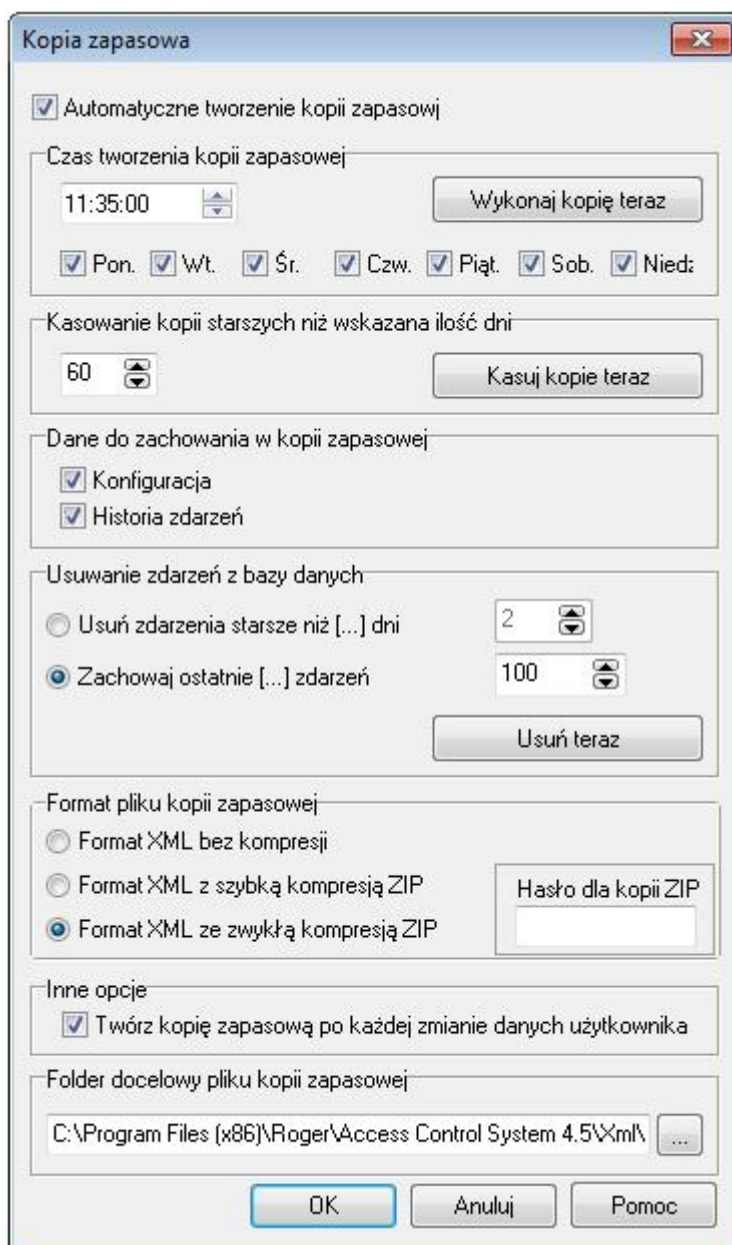 Kopia zapasowa
Automatyczne tworzenie kopii zapasowj
Czas tworzenia kopii zapasowej
11:35:00
Wykonaj kopię teraz
Pon. Wt. Śr. Czw. Piąt. Sob. Niedz
Kasowanie kopii starszych niż wskazana ilość dni
60
Kasuj kopie teraz
Dane do zachowania w kopii zapasowej
Konfiguracja
Historia zdarzeń
Usuwanie zdarzeń z bazy danych
Usuń zdarzenia starsze niż [...] dni
2
Zachowaj ostatnie [...] zdarzeń
100
Usuń teraz
Format pliku kopii zapasowej
Format XML bez kompresji
Format XML z szybką kompresją ZIP
Hasło dla kopii ZIP
Format XML ze zwykłą kompresją ZIP
Inne opcje
Twórz kopię zapasową po każdej zmianie danych użytkownika
Folder docelowy pliku kopii zapasowej
C:\Program Files (x86)\Roger\Access Control System 4.5\Xml\
...
OK Anuluj Pomoc